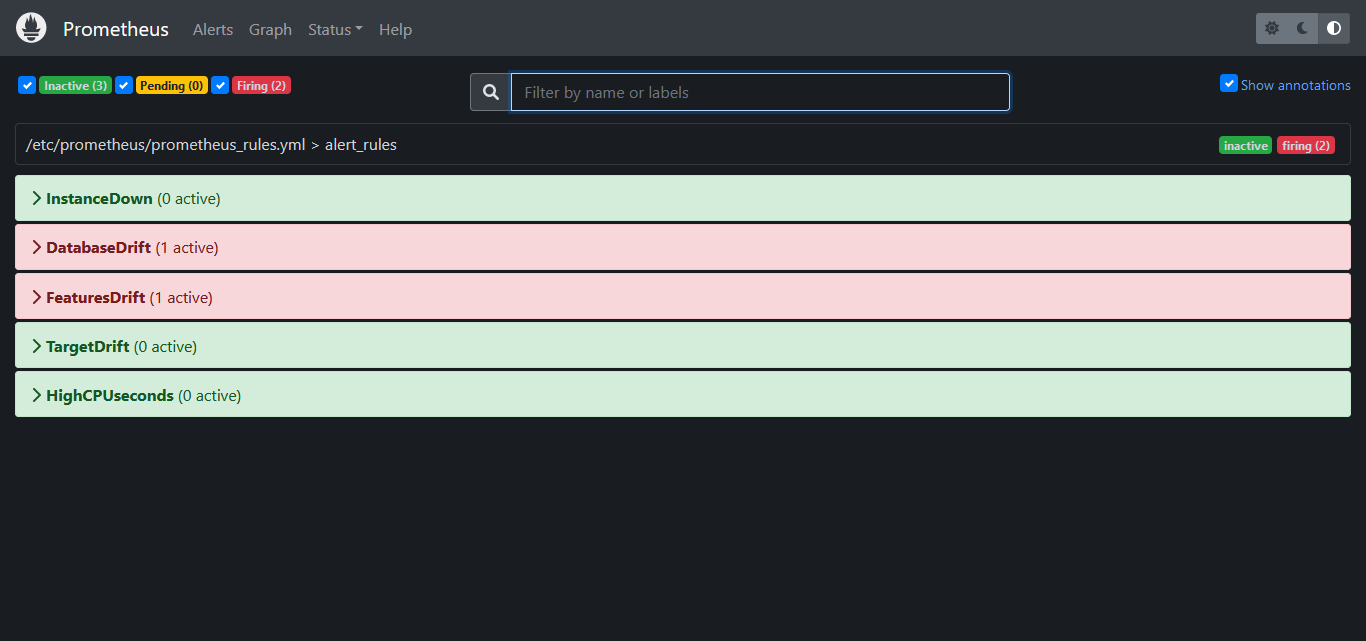 Prometheus Alerts Graph Status Help
Inactive (3) Pending (0) Firing (2) Filter by name or labels Show annotations
/etc/prometheus/prometheus_rules.yml > alert_rules inactive firing (2)
InstanceDown (0 active)
DatabaseDrift (1 active)
FeaturesDrift (1 active)
TargetDrift (0 active)
HighCPUseconds (0 active)